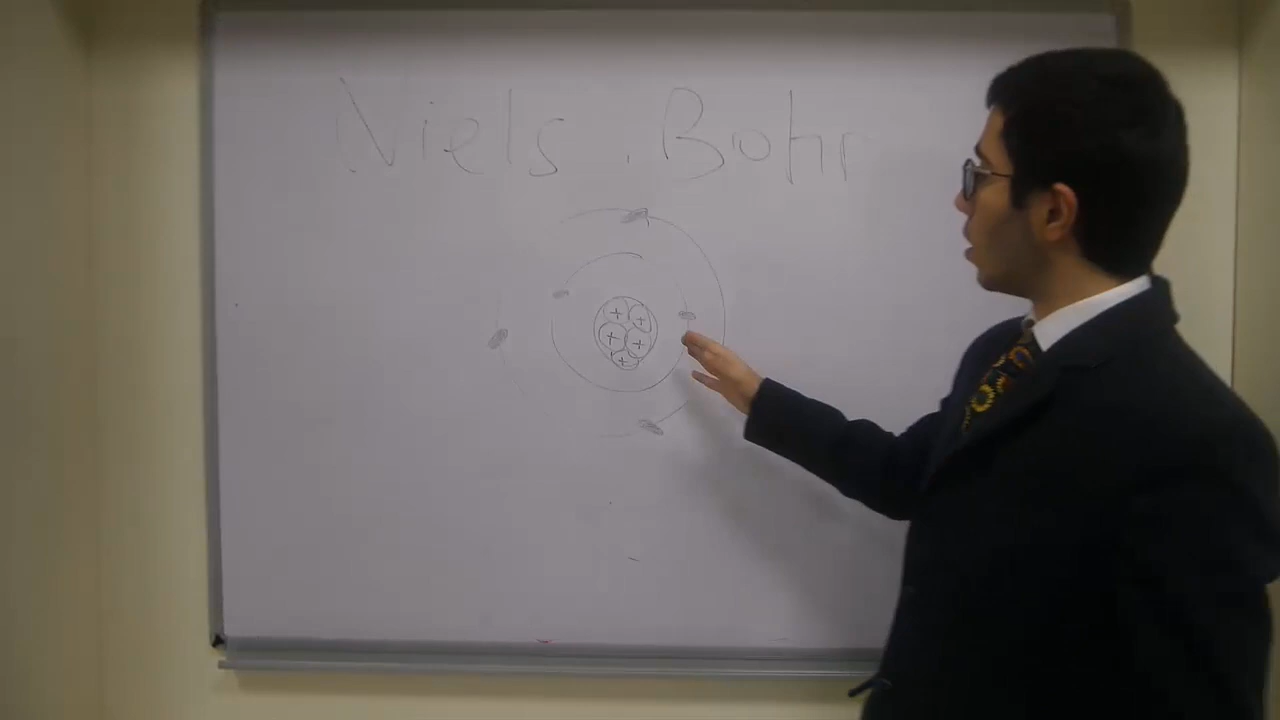 Niels. Bohr
+ +
+ +
+